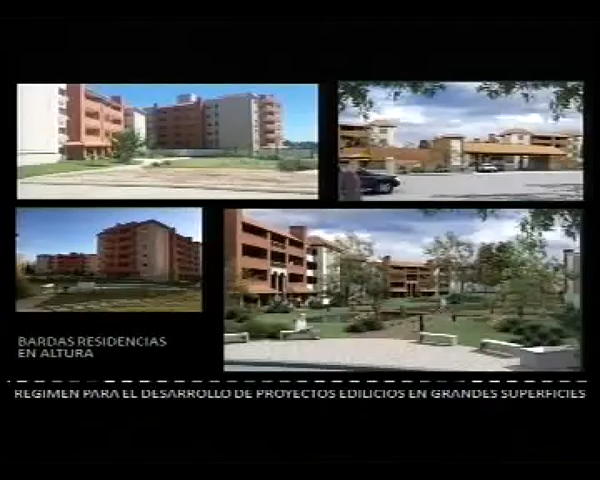 BARDAS RESIDENCIAS
EN ALTURA
REGIMEN PARA EL DESARROLLO DE PROYECTOS EDILICIOS EN GRANDES SUPERFICIES